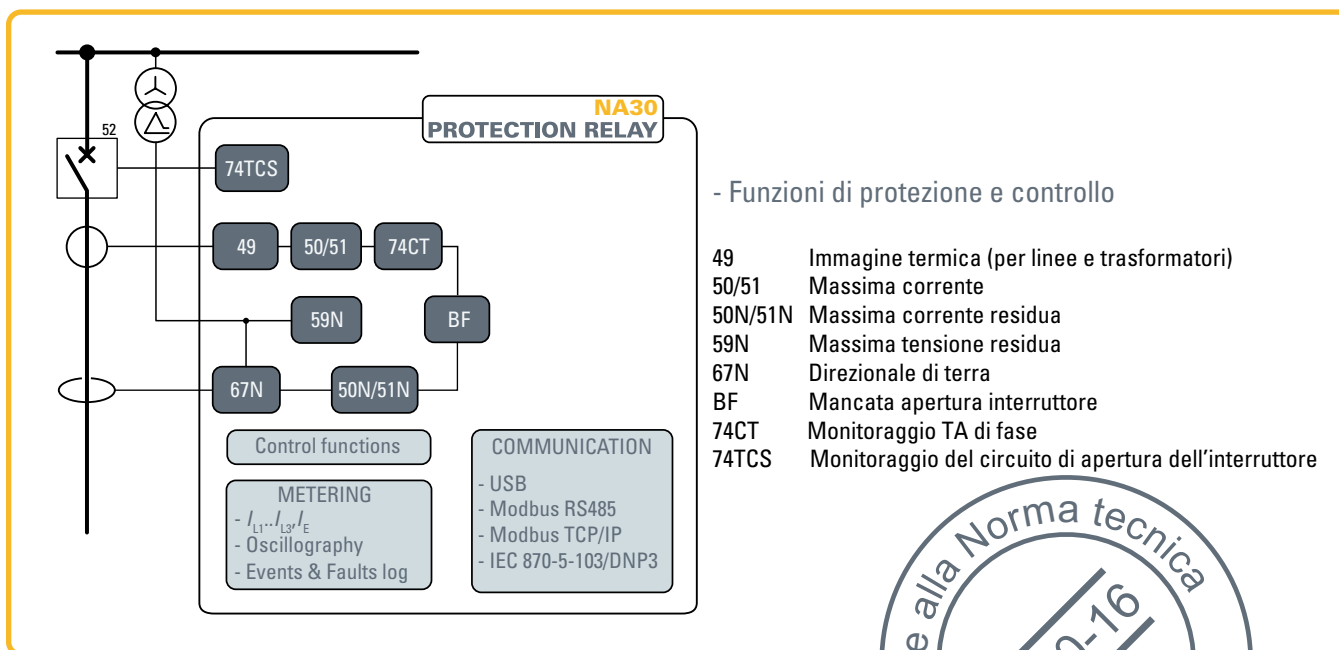 52
NA30
PROTECTION RELAY
74TCS
49
50/51
74CT
59N
BF
67N
50N/51N
Control functions
METERING
- IL1..IL3, IE
- Oscillography
- Events & Faults log
COMMUNICATION
- USB
- Modbus RS485
- Modbus TCP/IP
- IEC 870-5-103/DNP3
- Funzioni di protezione e controllo
49 Immagine termica (per linee e trasformatori)
50/51 Massima corrente
50N/51N Massima corrente residua
59N Massima tensione residua
67N Direzionale di terra
BF Mancata apertura interruttore
74CT Monitoraggio TA di fase
74TCS Monitoraggio del circuito di apertura dell'interruttore
alla Norma tecnica